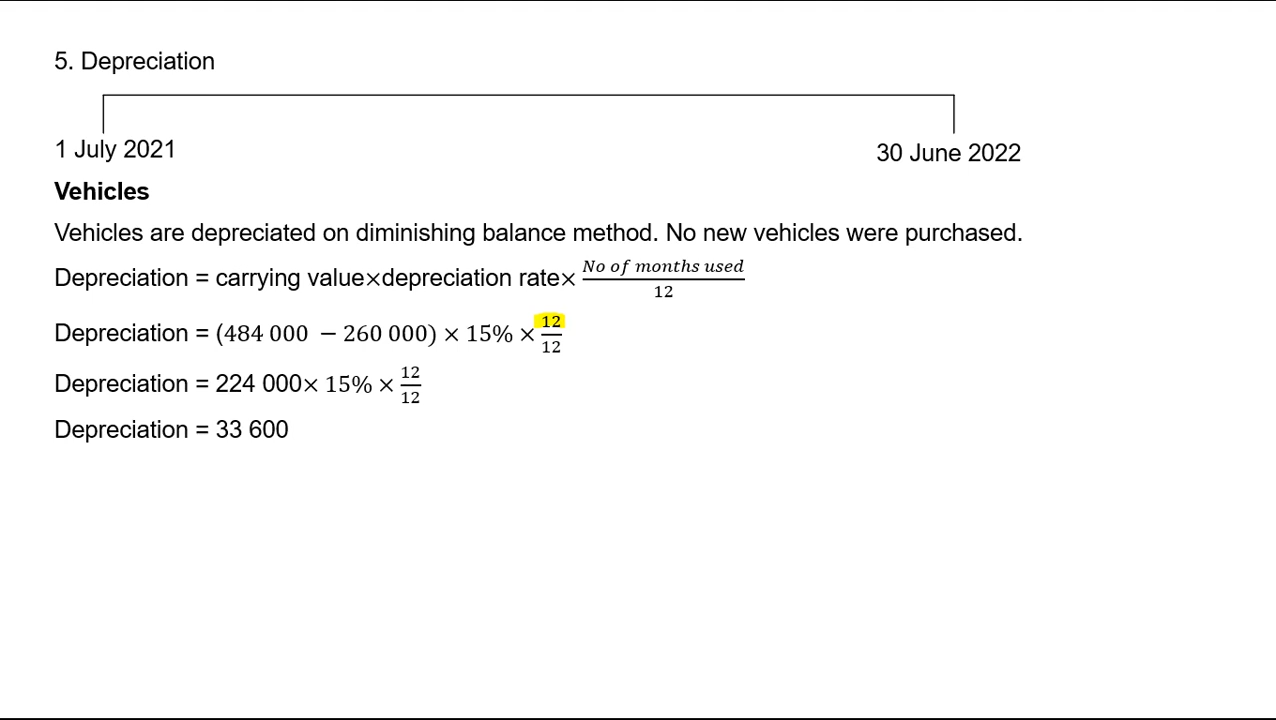 5. Depreciation
1 July 2021
30 June 2022
Vehicles
Vehicles are depreciated on diminishing balance method. No new vehicles were purchased.
Depreciation = carrying value×depreciation rate× No of months used / 12
Depreciation = (484 000 − 260 000) × 15% × 12/12
Depreciation = 224 000× 15% × 12/12
Depreciation = 33 600